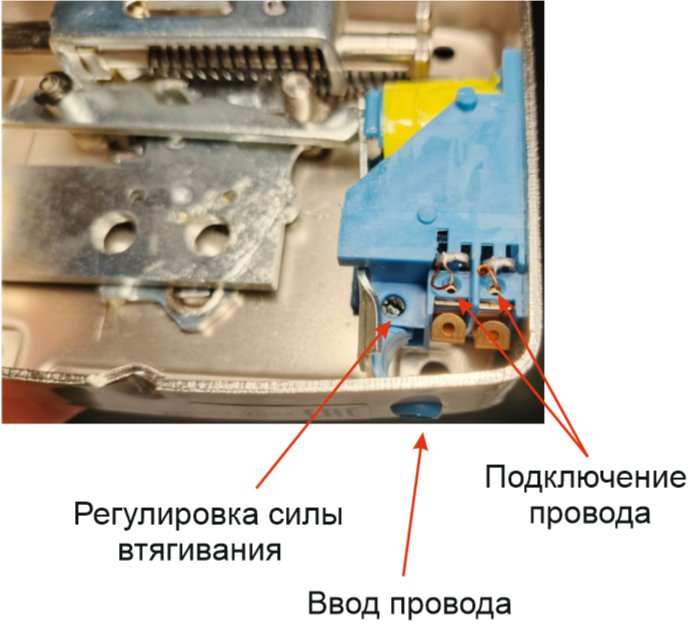 Подключение
провода
Регулировка силы
втягивания
Ввод провода